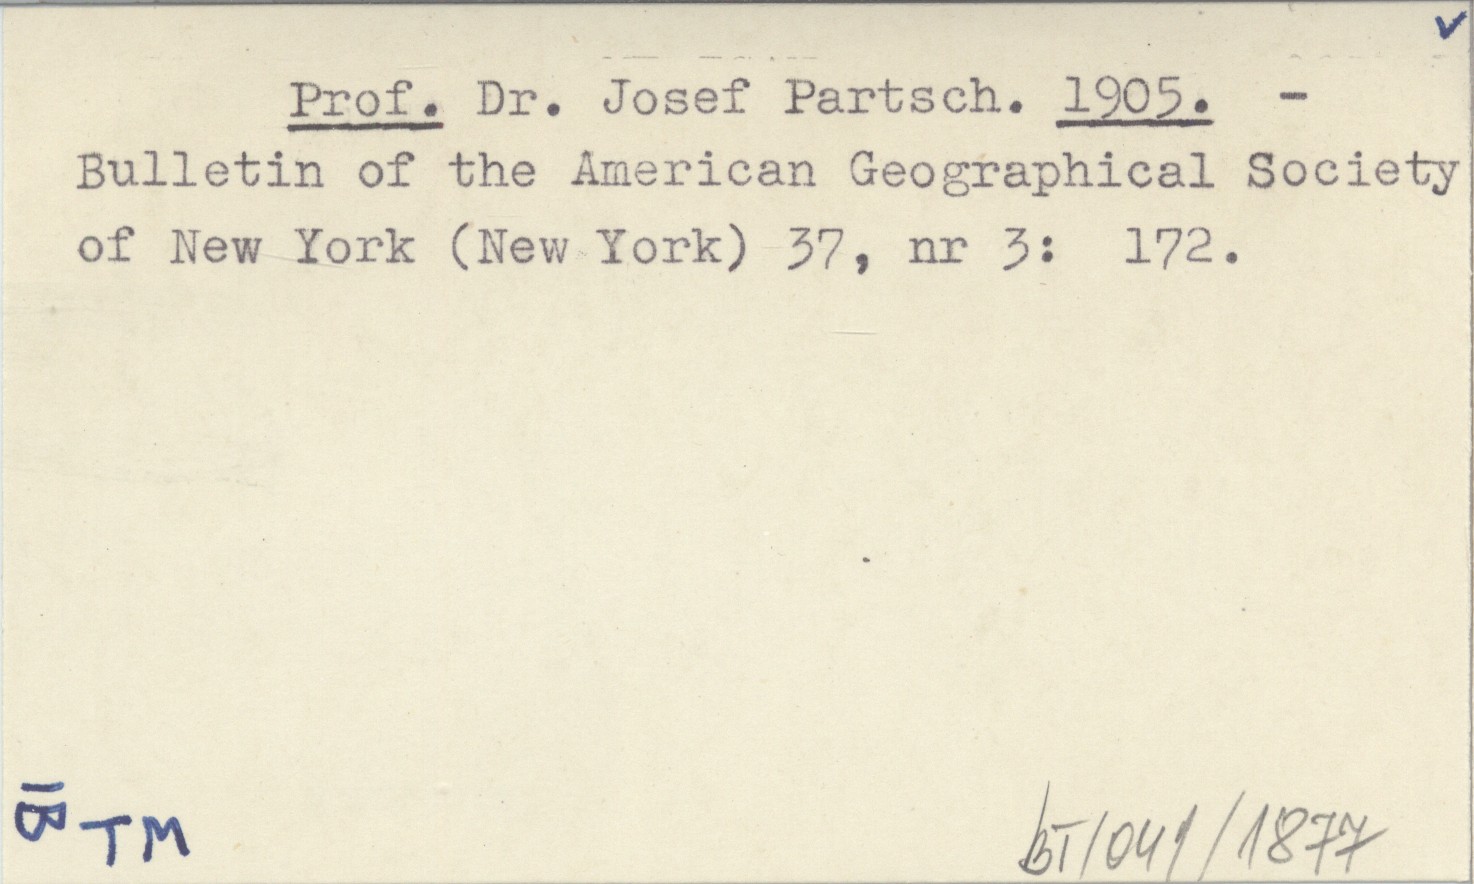 Prof. Dr. Josef Partsch. 1905. -
Bulletin of the American Geographical Society
of New York (New York) 37, nr 3: 172.
TM
BT/041/1877